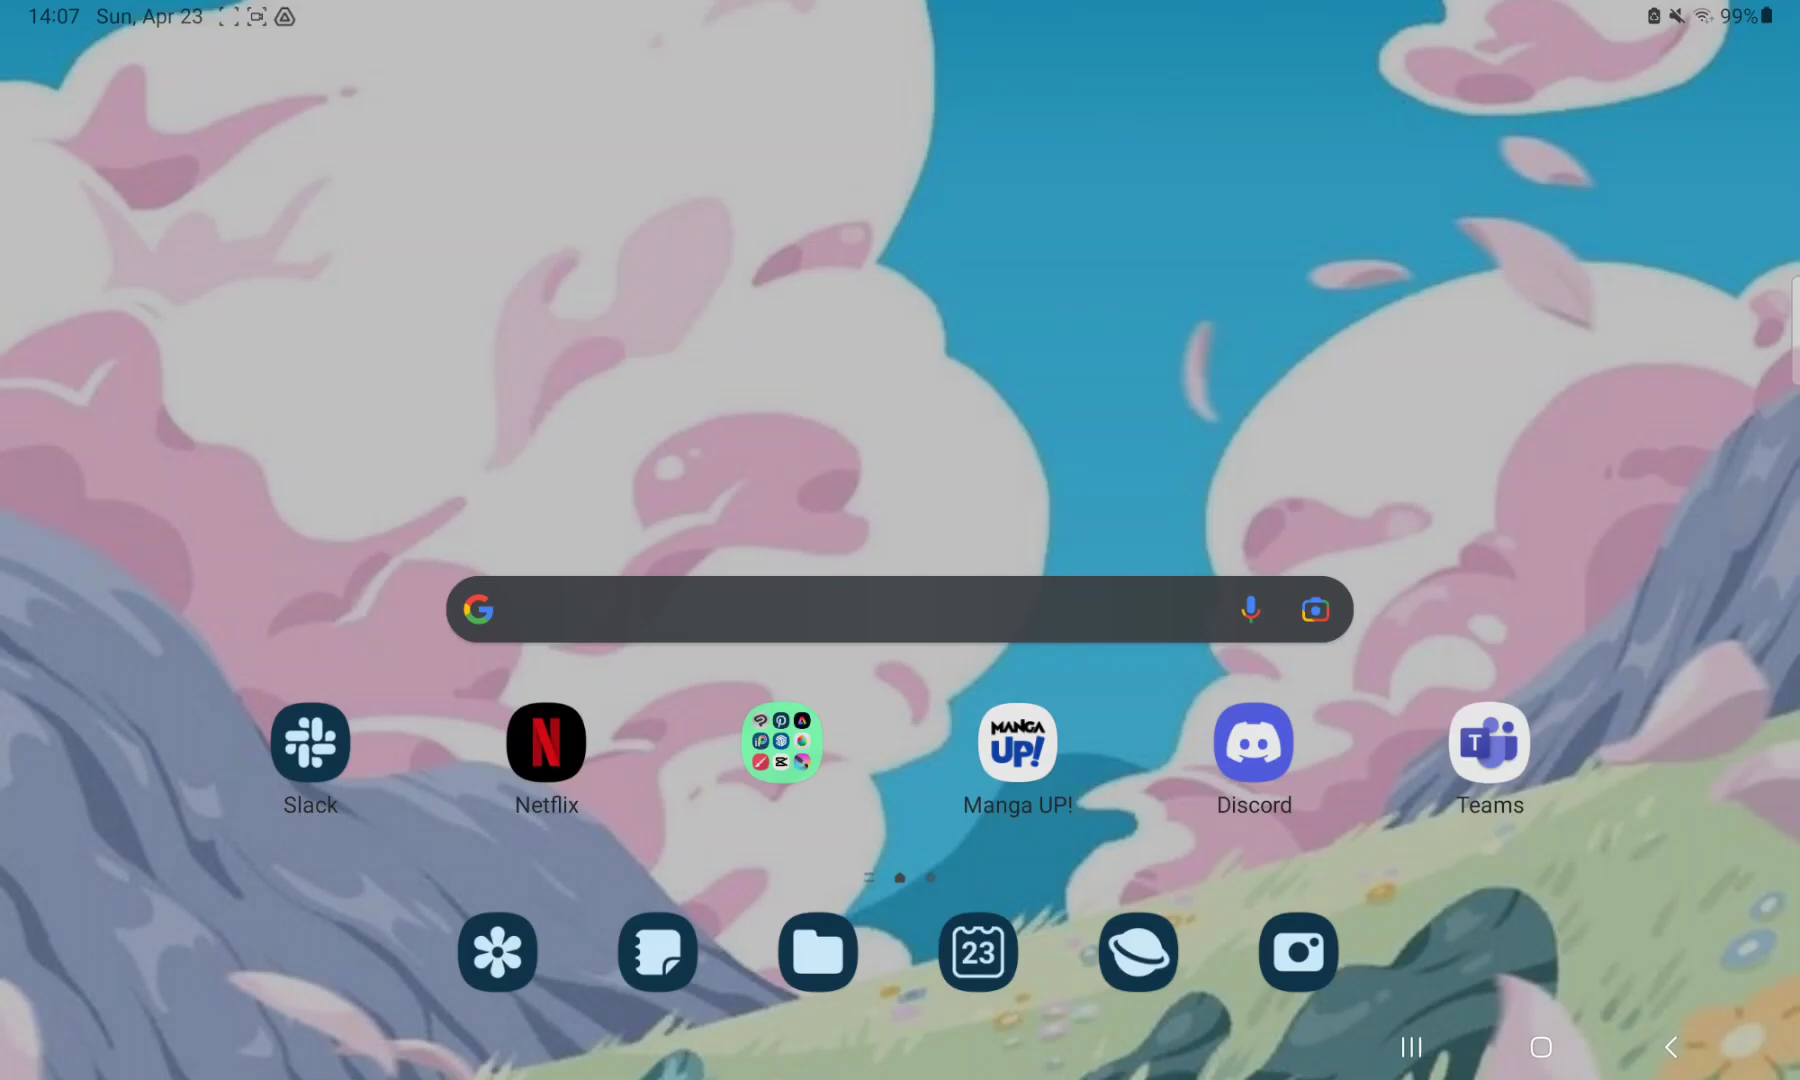 14:07 Sun, Apr 23
99%
MANGA
UP!
T
Slack
Netflix
Manga UP!
Discord
Teams
23